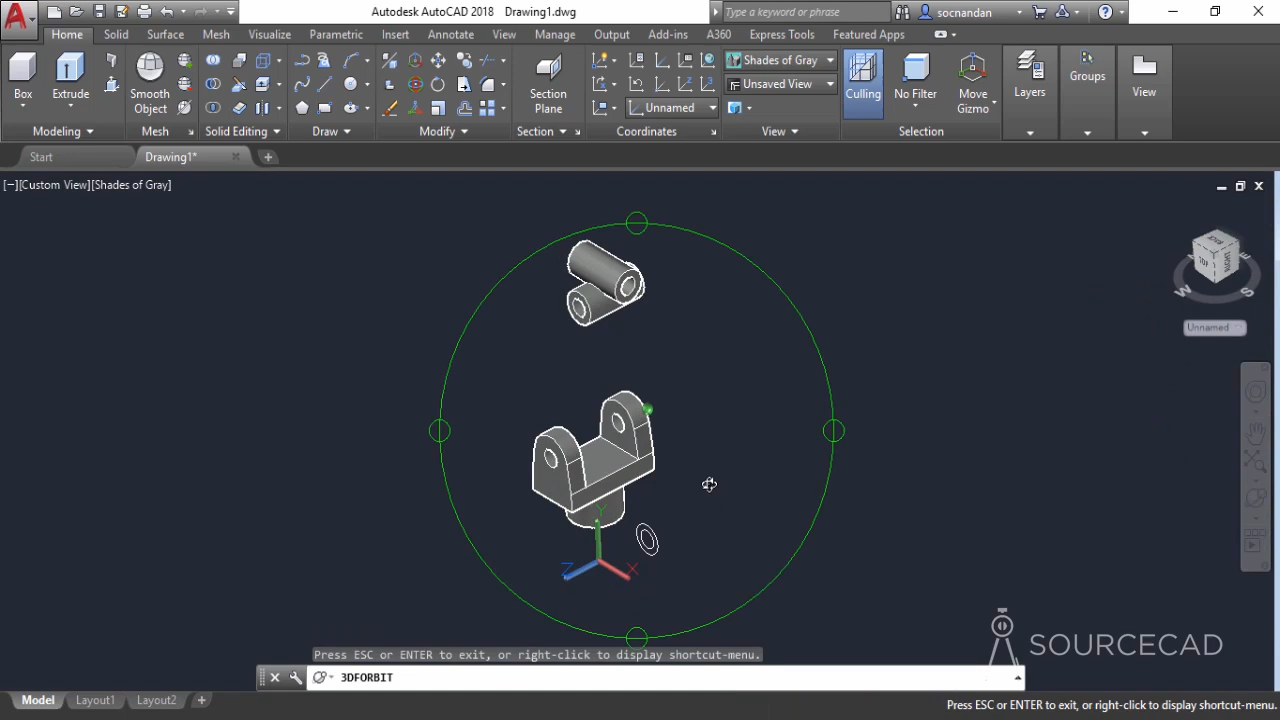 Autodesk AutoCAD 2018 Drawing1.dwg
Type a keyword or phrase
socnandan
Home Solid Surface Mesh Visualize Parametric Insert Annotate View Manage Output Add-ins A360 Express Tools Featured Apps
Box Extrude
Smooth Object
Section Plane
Shades of Gray
Unsaved View
Unnamed
Culling No Filter
Move Gizmo
Layers Groups View
Modeling Mesh Solid Editing Draw Modify Section Coordinates View Selection
Start Drawing1*
[−][Custom View][Shades of Gray]
TOP
RIGHT
W
S
E
Unnamed
Y
Z X
Press ESC or ENTER to exit, or right-click to display shortcut-menu.
3DFORBIT
SOURCECAD
Model Layout1 Layout2
Press ESC or ENTER to exit, or right-click to display shortcut-menu.